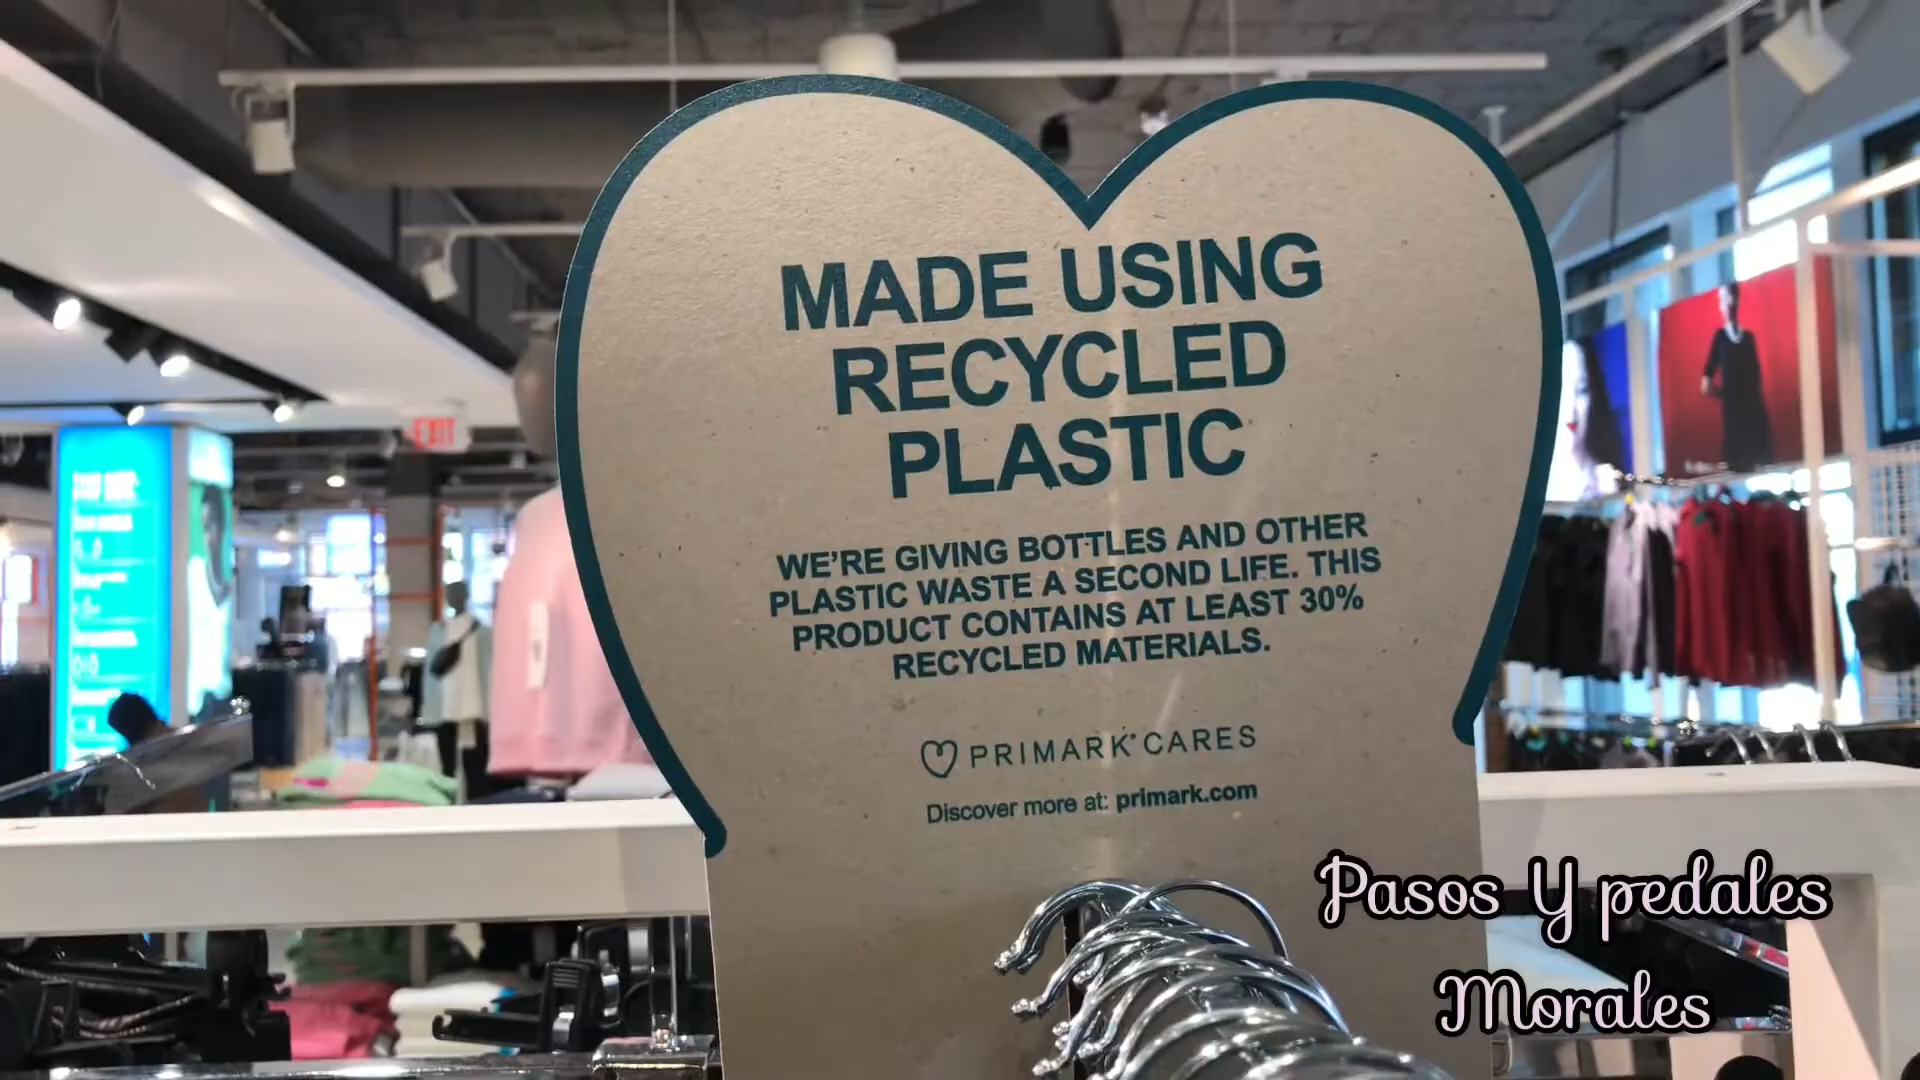 MADE USING
RECYCLED
PLASTIC
WE'RE GIVING BOTTLES AND OTHER
PLASTIC WASTE A SECOND LIFE. THIS
PRODUCT CONTAINS AT LEAST 30%
RECYCLED MATERIALS.
PRIMARK® CARES
Discover more at: primark.com
EXIT
Pasos Y pedales
Morales